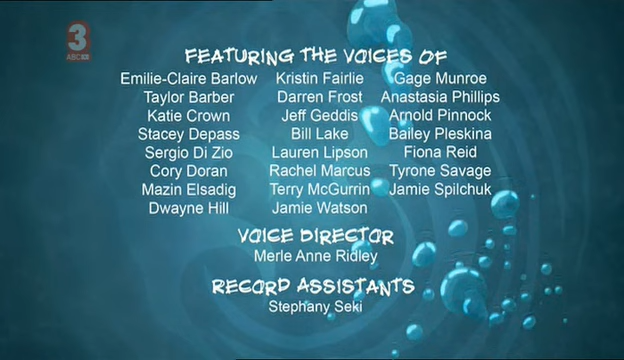 3
ABC
FEATURING THE VOICES OF
Emilie-Claire Barlow Kristin Fairlie Gage Munroe
Taylor Barber Darren Frost Anastasia Phillips
Katie Crown Jeff Geddis Arnold Pinnock
Stacey Depass Bill Lake Bailey Pleskina
Sergio Di Zio Lauren Lipson Fiona Reid
Cory Doran Rachel Marcus Tyrone Savage
Mazin Elsadig Terry McGurrin Jamie Spilchuk
Dwayne Hill Jamie Watson
VOICE DIRECTOR
Merle Anne Ridley
RECORD ASSISTANTS
Stephany Seki